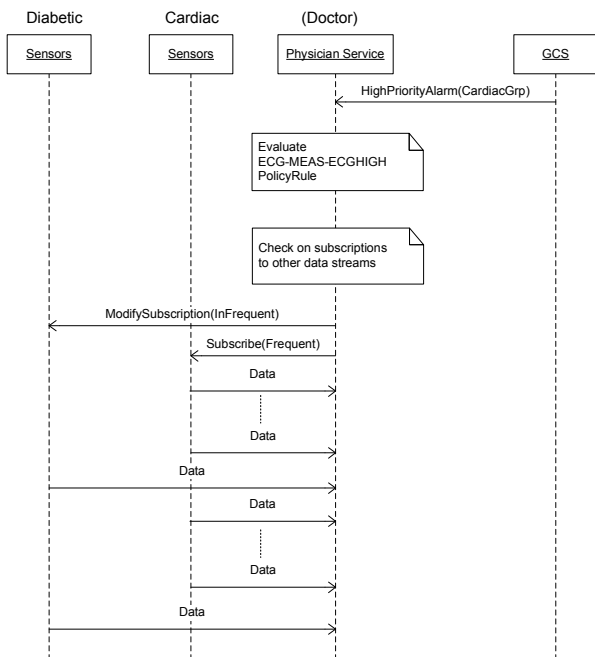 Diabetic
Cardiac
(Doctor)
Sensors
Sensors
Physician Service
GCS
HighPriorityAlarm(CardiacGrp)
Evaluate
ECG-MEAS-ECGHIGH
PolicyRule
Check on subscriptions
to other data streams
ModifySubscription(InFrequent)
Subscribe(Frequent)
Data
Data
Data
Data
Data
Data